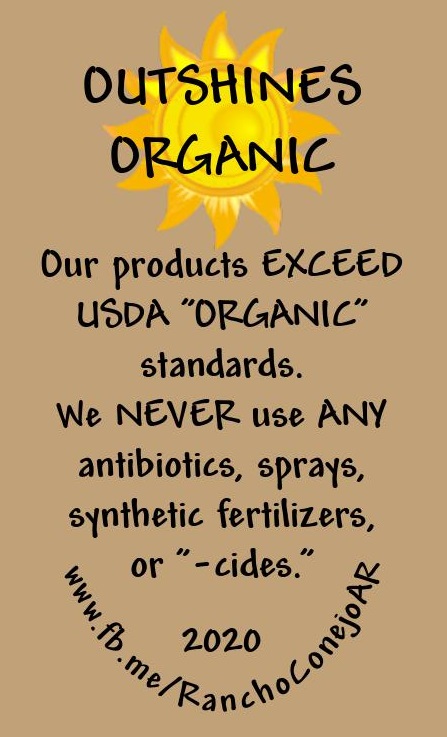 OUTSHINES
ORGANIC
Our products EXCEED
USDA "ORGANIC"
standards.
We NEVER use ANY
antibiotics, sprays,
synthetic fertilizers,
or "-cides."
2020
www.fb.me/RanchoConejoAR